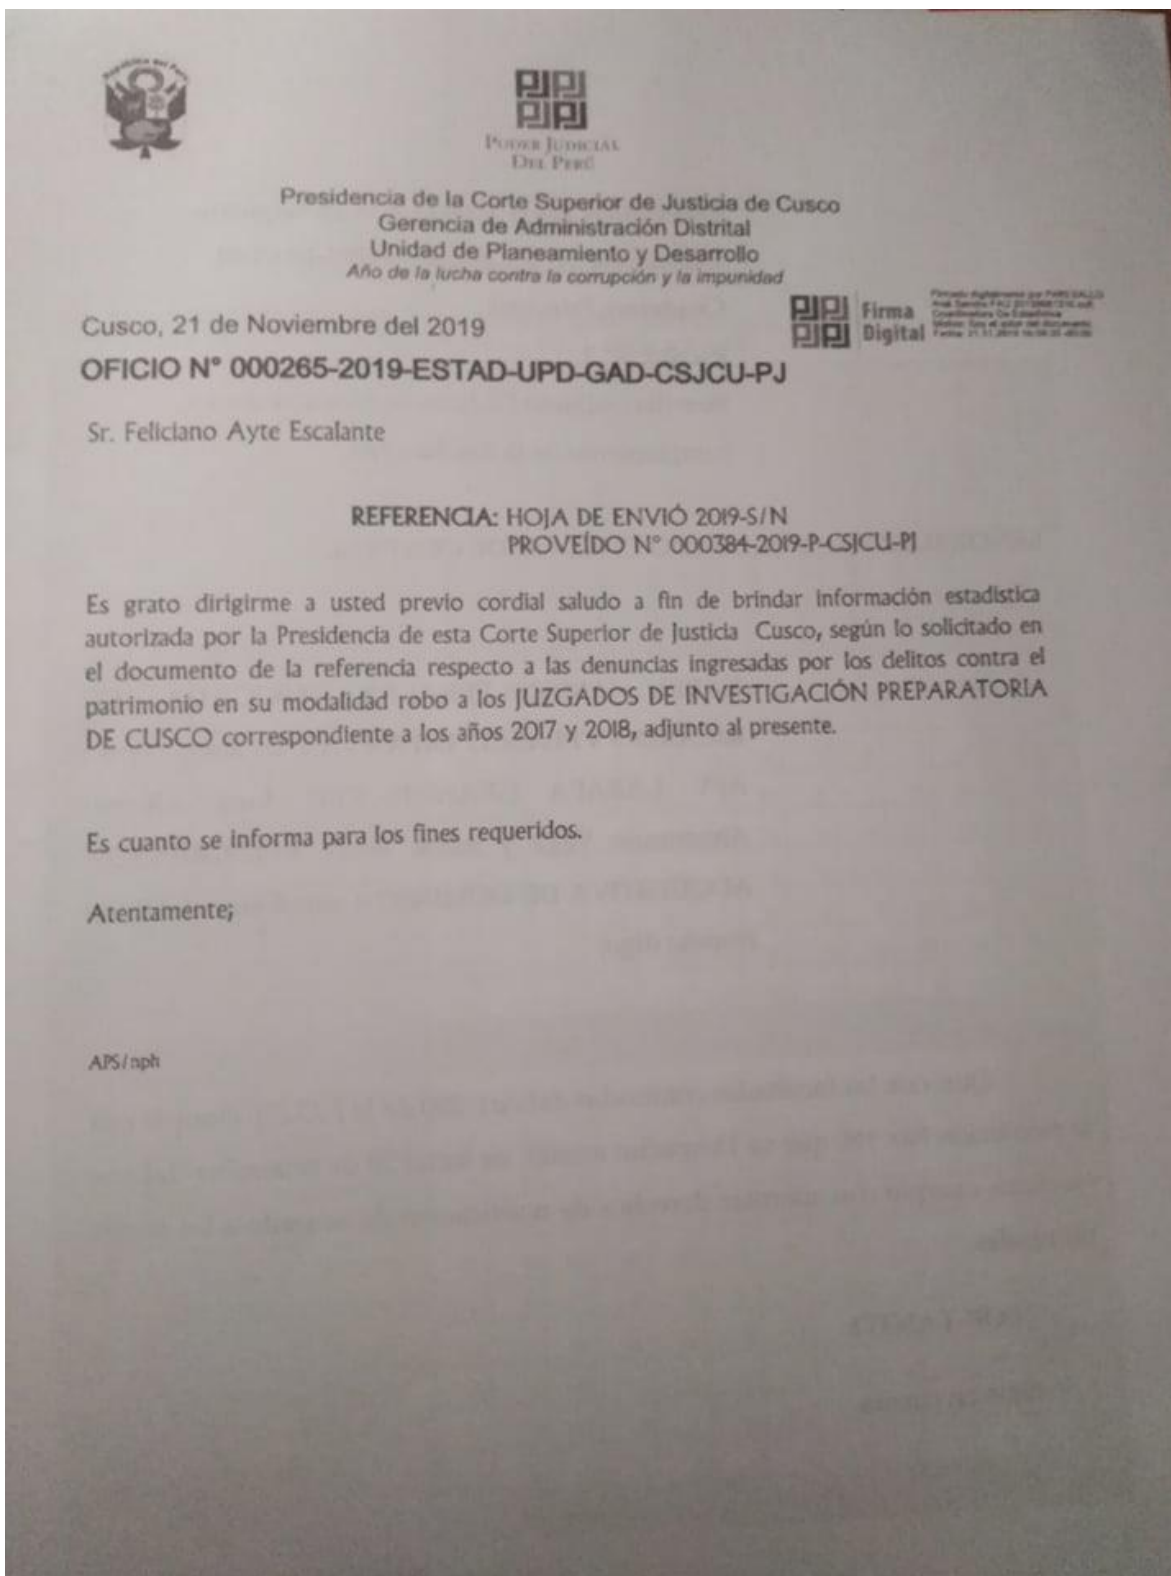 República del Perú
PODER JUDICIAL
DEL PERÚ
Presidencia de la Corte Superior de Justicia de Cusco
Gerencia de Administración Distrital
Unidad de Planeamiento y Desarrollo
Año de la lucha contra la corrupción y la impunidad
Firma
Digital
Cusco, 21 de Noviembre del 2019
OFICIO N° 000265-2019-ESTAD-UPD-GAD-CSJCU-PJ
Sr. Feliciano Ayte Escalante
REFERENCIA: HOJA DE ENVIÓ 2019-S/N
PROVEÍDO N° 000384-2019-P-CSJCU-PJ
Es grato dirigirme a usted previo cordial saludo a fin de brindar información estadística
autorizada por la Presidencia de esta Corte Superior de Justicia Cusco, según lo solicitado en
el documento de la referencia respecto a las denuncias ingresadas por los delitos contra el
patrimonio en su modalidad robo a los JUZGADOS DE INVESTIGACIÓN PREPARATORIA
DE CUSCO correspondiente a los años 2017 y 2018, adjunto al presente.
Es cuanto se informa para los fines requeridos.
Atentamente;
APS/nph